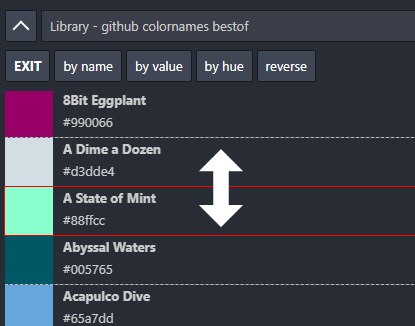 Library - github colornames bestof
EXIT by name by value by hue reverse
8Bit Eggplant
#990066
A Dime a Dozen
#d3dde4
A State of Mint
#88ffcc
Abyssal Waters
#005765
Acapulco Dive
#65a7dd